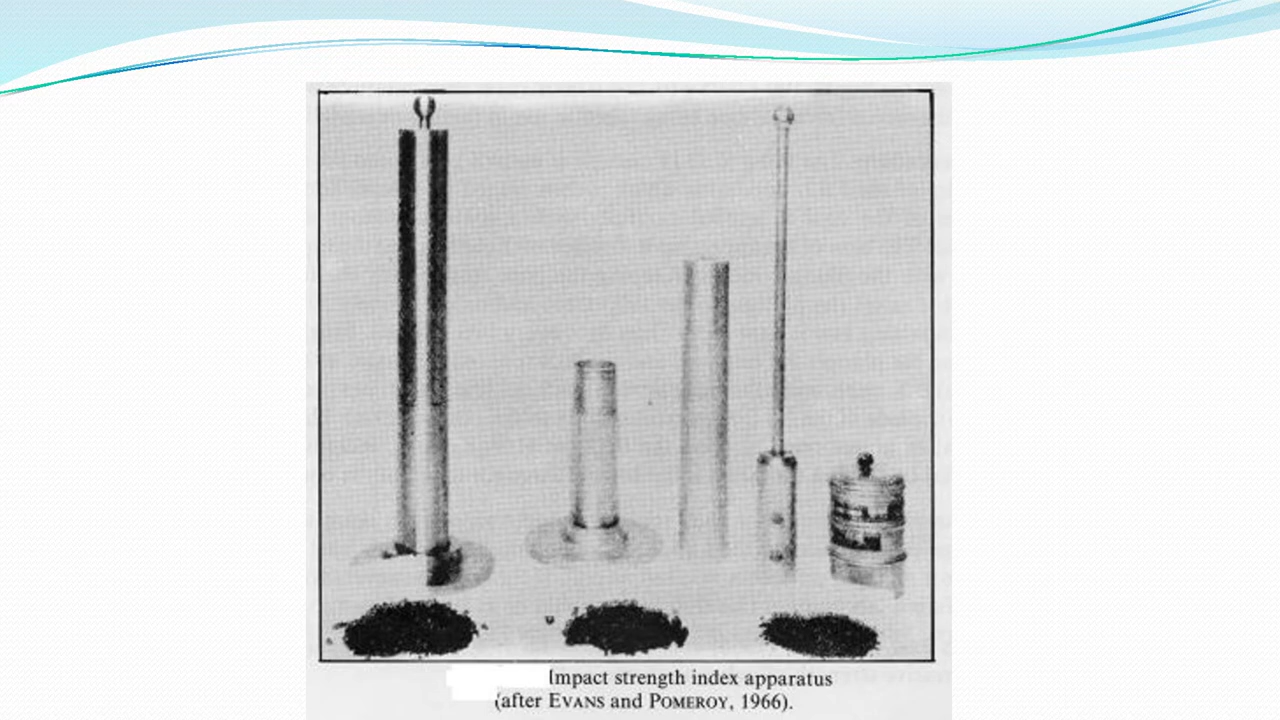 Impact strength index apparatus
(after EVANS and POMEROY, 1966).